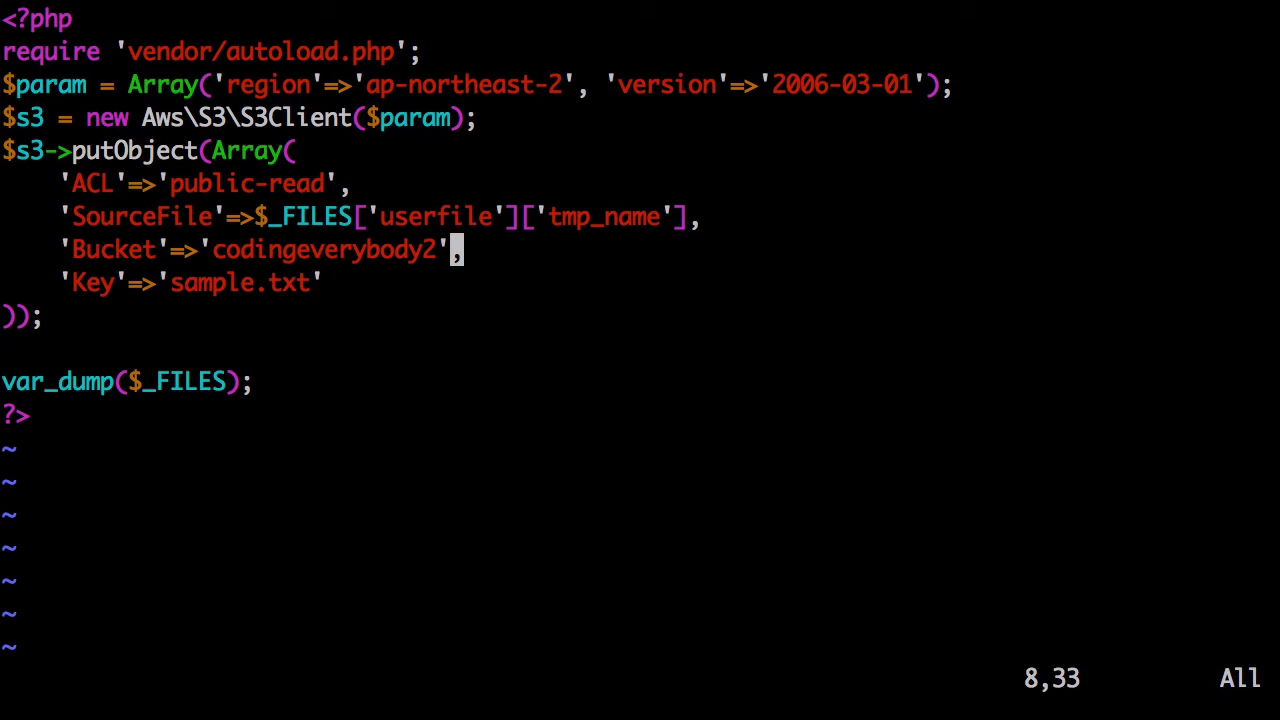 <?php
require 'vendor/autoload.php';
$param = Array('region'=>'ap-northeast-2', 'version'=>'2006-03-01');
$s3 = new Aws\S3\S3Client($param);
$s3->putObject(Array(
    'ACL'=>'public-read',
    'SourceFile'=>$_FILES['userfile']['tmp_name'],
    'Bucket'=>'codingeverybody2',
    'Key'=>'sample.txt'
));

var_dump($_FILES);
?>
~
~
~
~
~
~
~
8,33 All